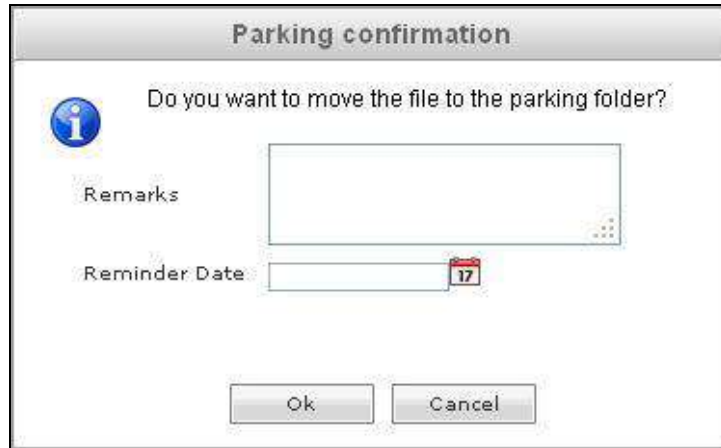 Parking confirmation
Do you want to move the file to the parking folder?
Remarks
Reminder Date
17
Ok Cancel